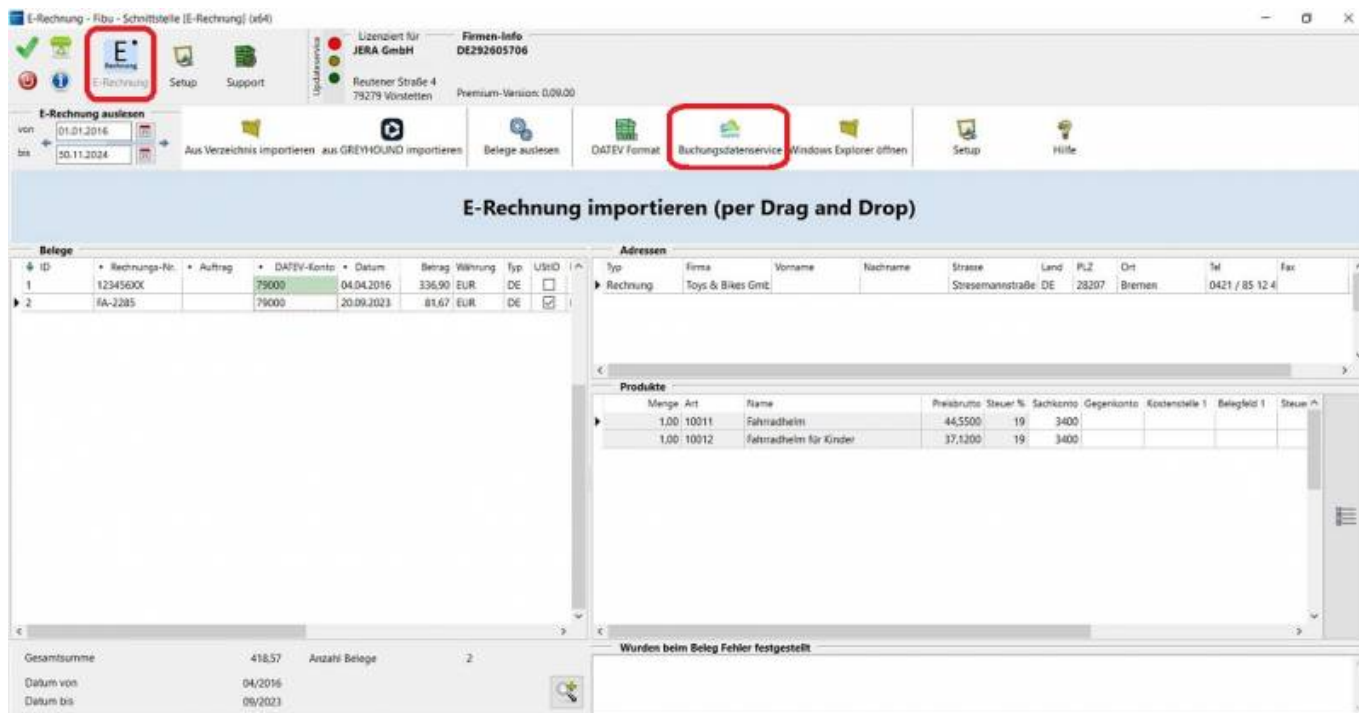 E-Rechnung - Fibu - Schnittstelle [E-Rechnung] (x64)
E
Rechnung
E-Rechnung
Setup
Support
Updateservice
Lizenziert für
JERA GmbH
Reutener Straße 4
79279 Vörstetten
Firmen-Info
DE292605706
Premium-Version: 0.09.00
E-Rechnung auslesen
von 01.01.2016
bis 30.11.2024
Aus Verzeichnis importieren
aus GREYHOUND importieren
Belege auslesen
DATEV Format
Buchungsdatenservice
Windows Explorer öffnen
Setup
Hilfe
E-Rechnung importieren (per Drag and Drop)
Belege
ID Rechnungs-Nr. Auftrag DATEV-Konto Datum Betrag Währung Typ UStID
1 123456XX 79000 04.04.2016 336,90 EUR DE
2 FA-2285 79000 20.09.2023 81,67 EUR DE
Adressen
Typ Firma Vorname Nachname Strasse Land PLZ Ort Tel Fax
Rechnung Toys & Bikes Gmb Stresemannstraße DE 28207 Bremen 0421 / 85 12 4
Produkte
Menge Art Name Preisbrutto Steuer % Sachkonto Gegenkonto Kostenstelle 1 Belegfeld 1 Steue
1,00 10011 Fahrradhelm 44,5500 19 3400
1,00 10012 Fahrradhelm für Kinder 37,1200 19 3400
Gesamtsumme 418,57 Anzahl Belege 2
Datum von 04/2016
Datum bis 09/2023
Wurden beim Beleg Fehler festgestellt